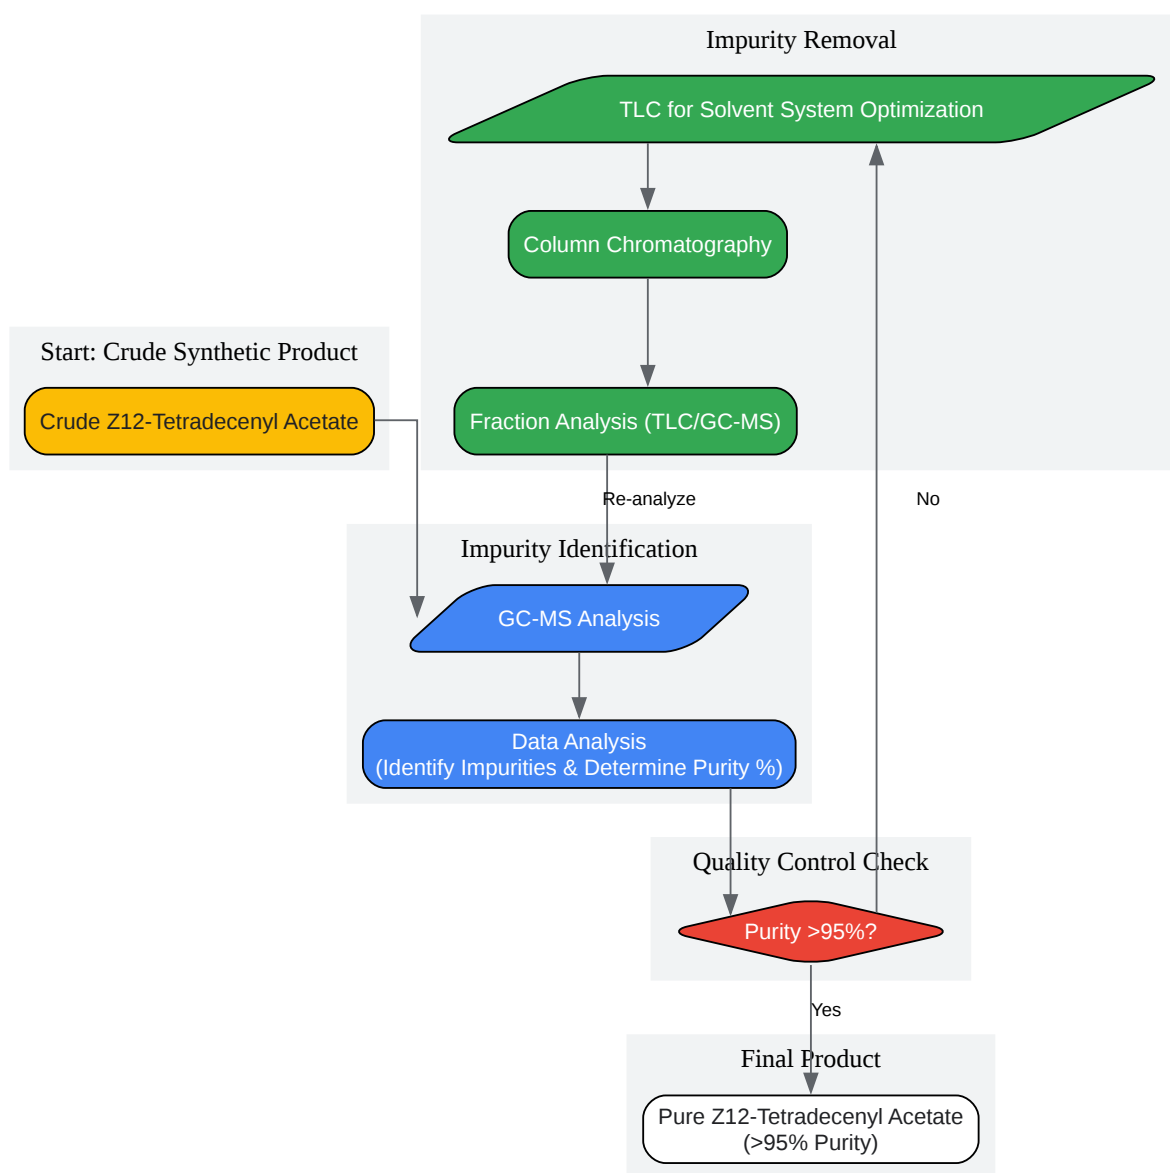 Impurity Removal
TLC for Solvent System Optimization
Column Chromatography
Start: Crude Synthetic Product
Crude Z12-Tetradecenyl Acetate
Fraction Analysis (TLC/GC-MS)
Re-analyze
No
Impurity Identification
GC-MS Analysis
Data Analysis
(Identify Impurities & Determine Purity %)
Quality Control Check
Purity >95%?
Yes
Final Product
Pure Z12-Tetradecenyl Acetate
(>95% Purity)